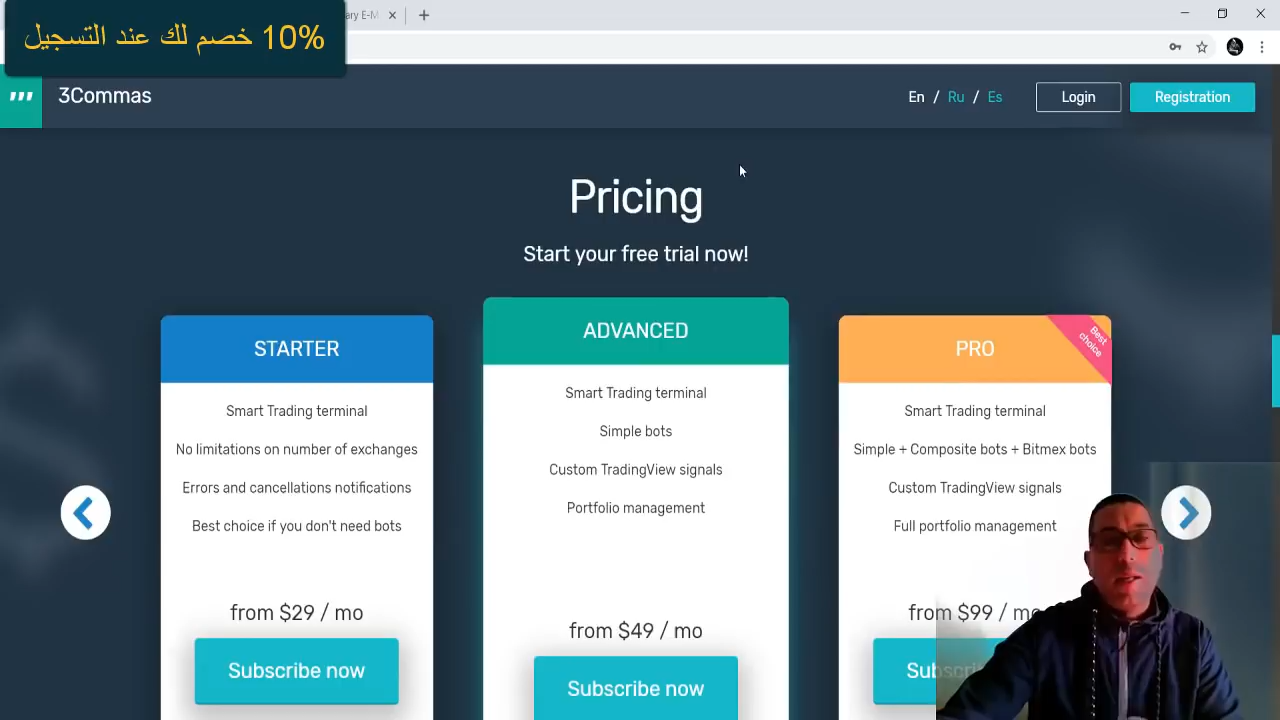 ary E-M
10% خصم لك عند التسجيل
3Commas
En / Ru / Es
Login
Registration
Pricing
Start your free trial now!
STARTER
Smart Trading terminal
No limitations on number of exchanges
Errors and cancellations notifications
Best choice if you don't need bots
from $29 / mo
Subscribe now
ADVANCED
Smart Trading terminal
Simple bots
Custom TradingView signals
Portfolio management
from $49 / mo
Subscribe now
PRO
Best
choice
Smart Trading terminal
Simple + Composite bots + Bitmex bots
Custom TradingView signals
Full portfolio management
from $99 / mo